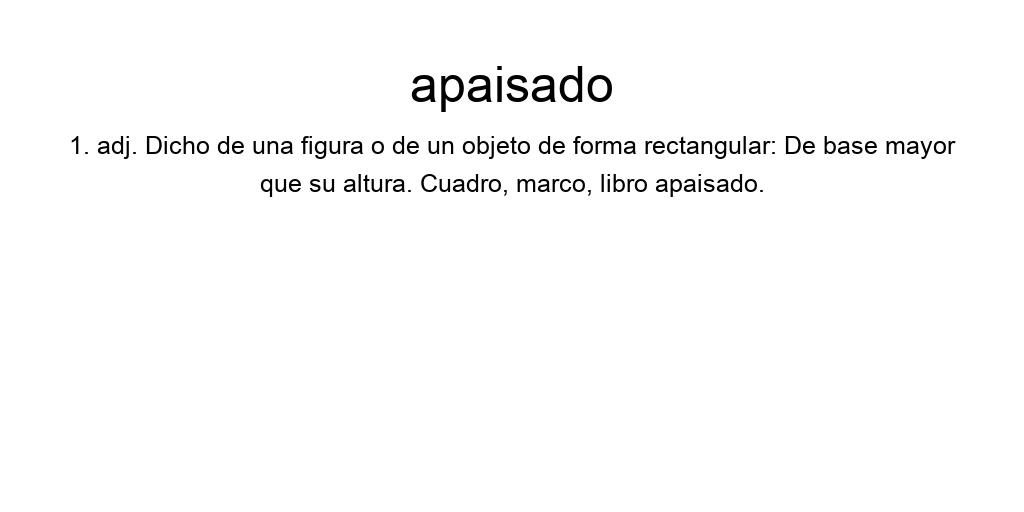 apaisado
1. adj. Dicho de una figura o de un objeto de forma rectangular: De base mayor
que su altura. Cuadro, marco, libro apaisado.